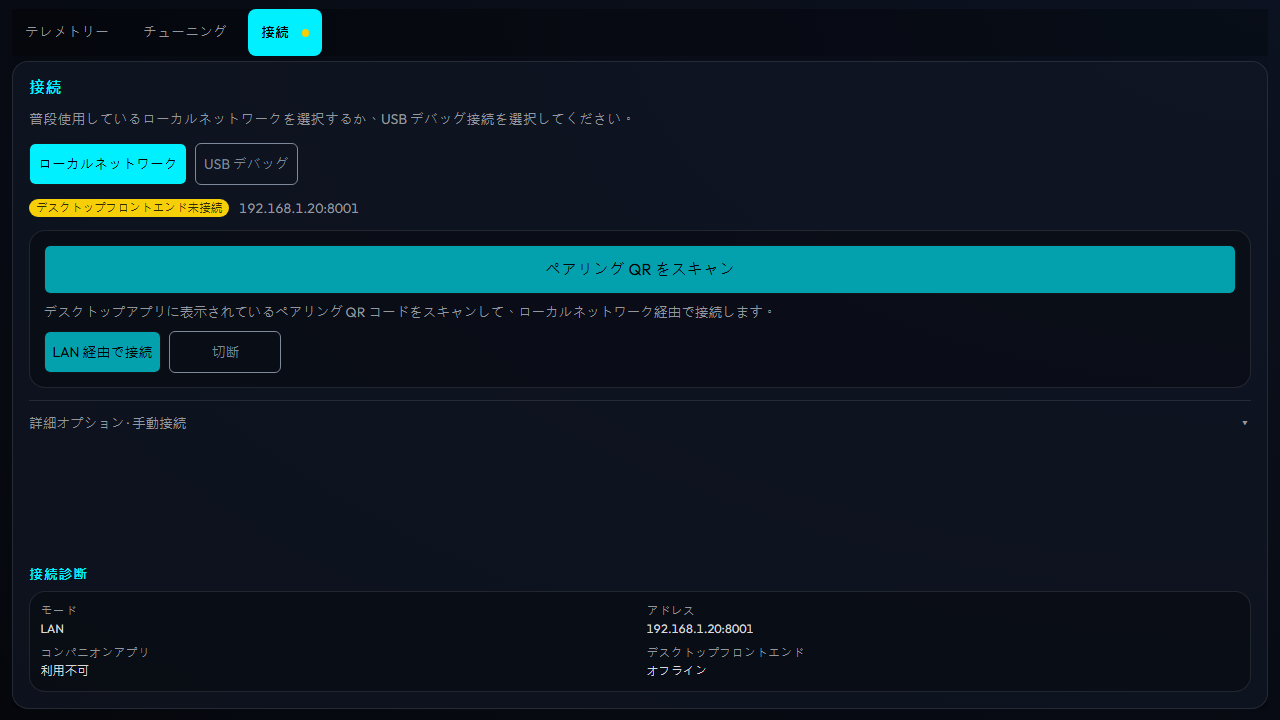 テレメトリー
チューニング
接続
接続
普段使用しているローカルネットワークを選択するか、USB デバッグ接続を選択してください。
ローカルネットワーク
USB デバッグ
デスクトップフロントエンド未接続
192.168.1.20:8001
ペアリング QR をスキャン
デスクトップアプリに表示されているペアリング QR コードをスキャンして、ローカルネットワーク経由で接続します。
LAN 経由で接続
切断
詳細オプション · 手動接続
接続診断
モード
LAN
アドレス
192.168.1.20:8001
コンパニオンアプリ
利用不可
デスクトップフロントエンド
オフライン